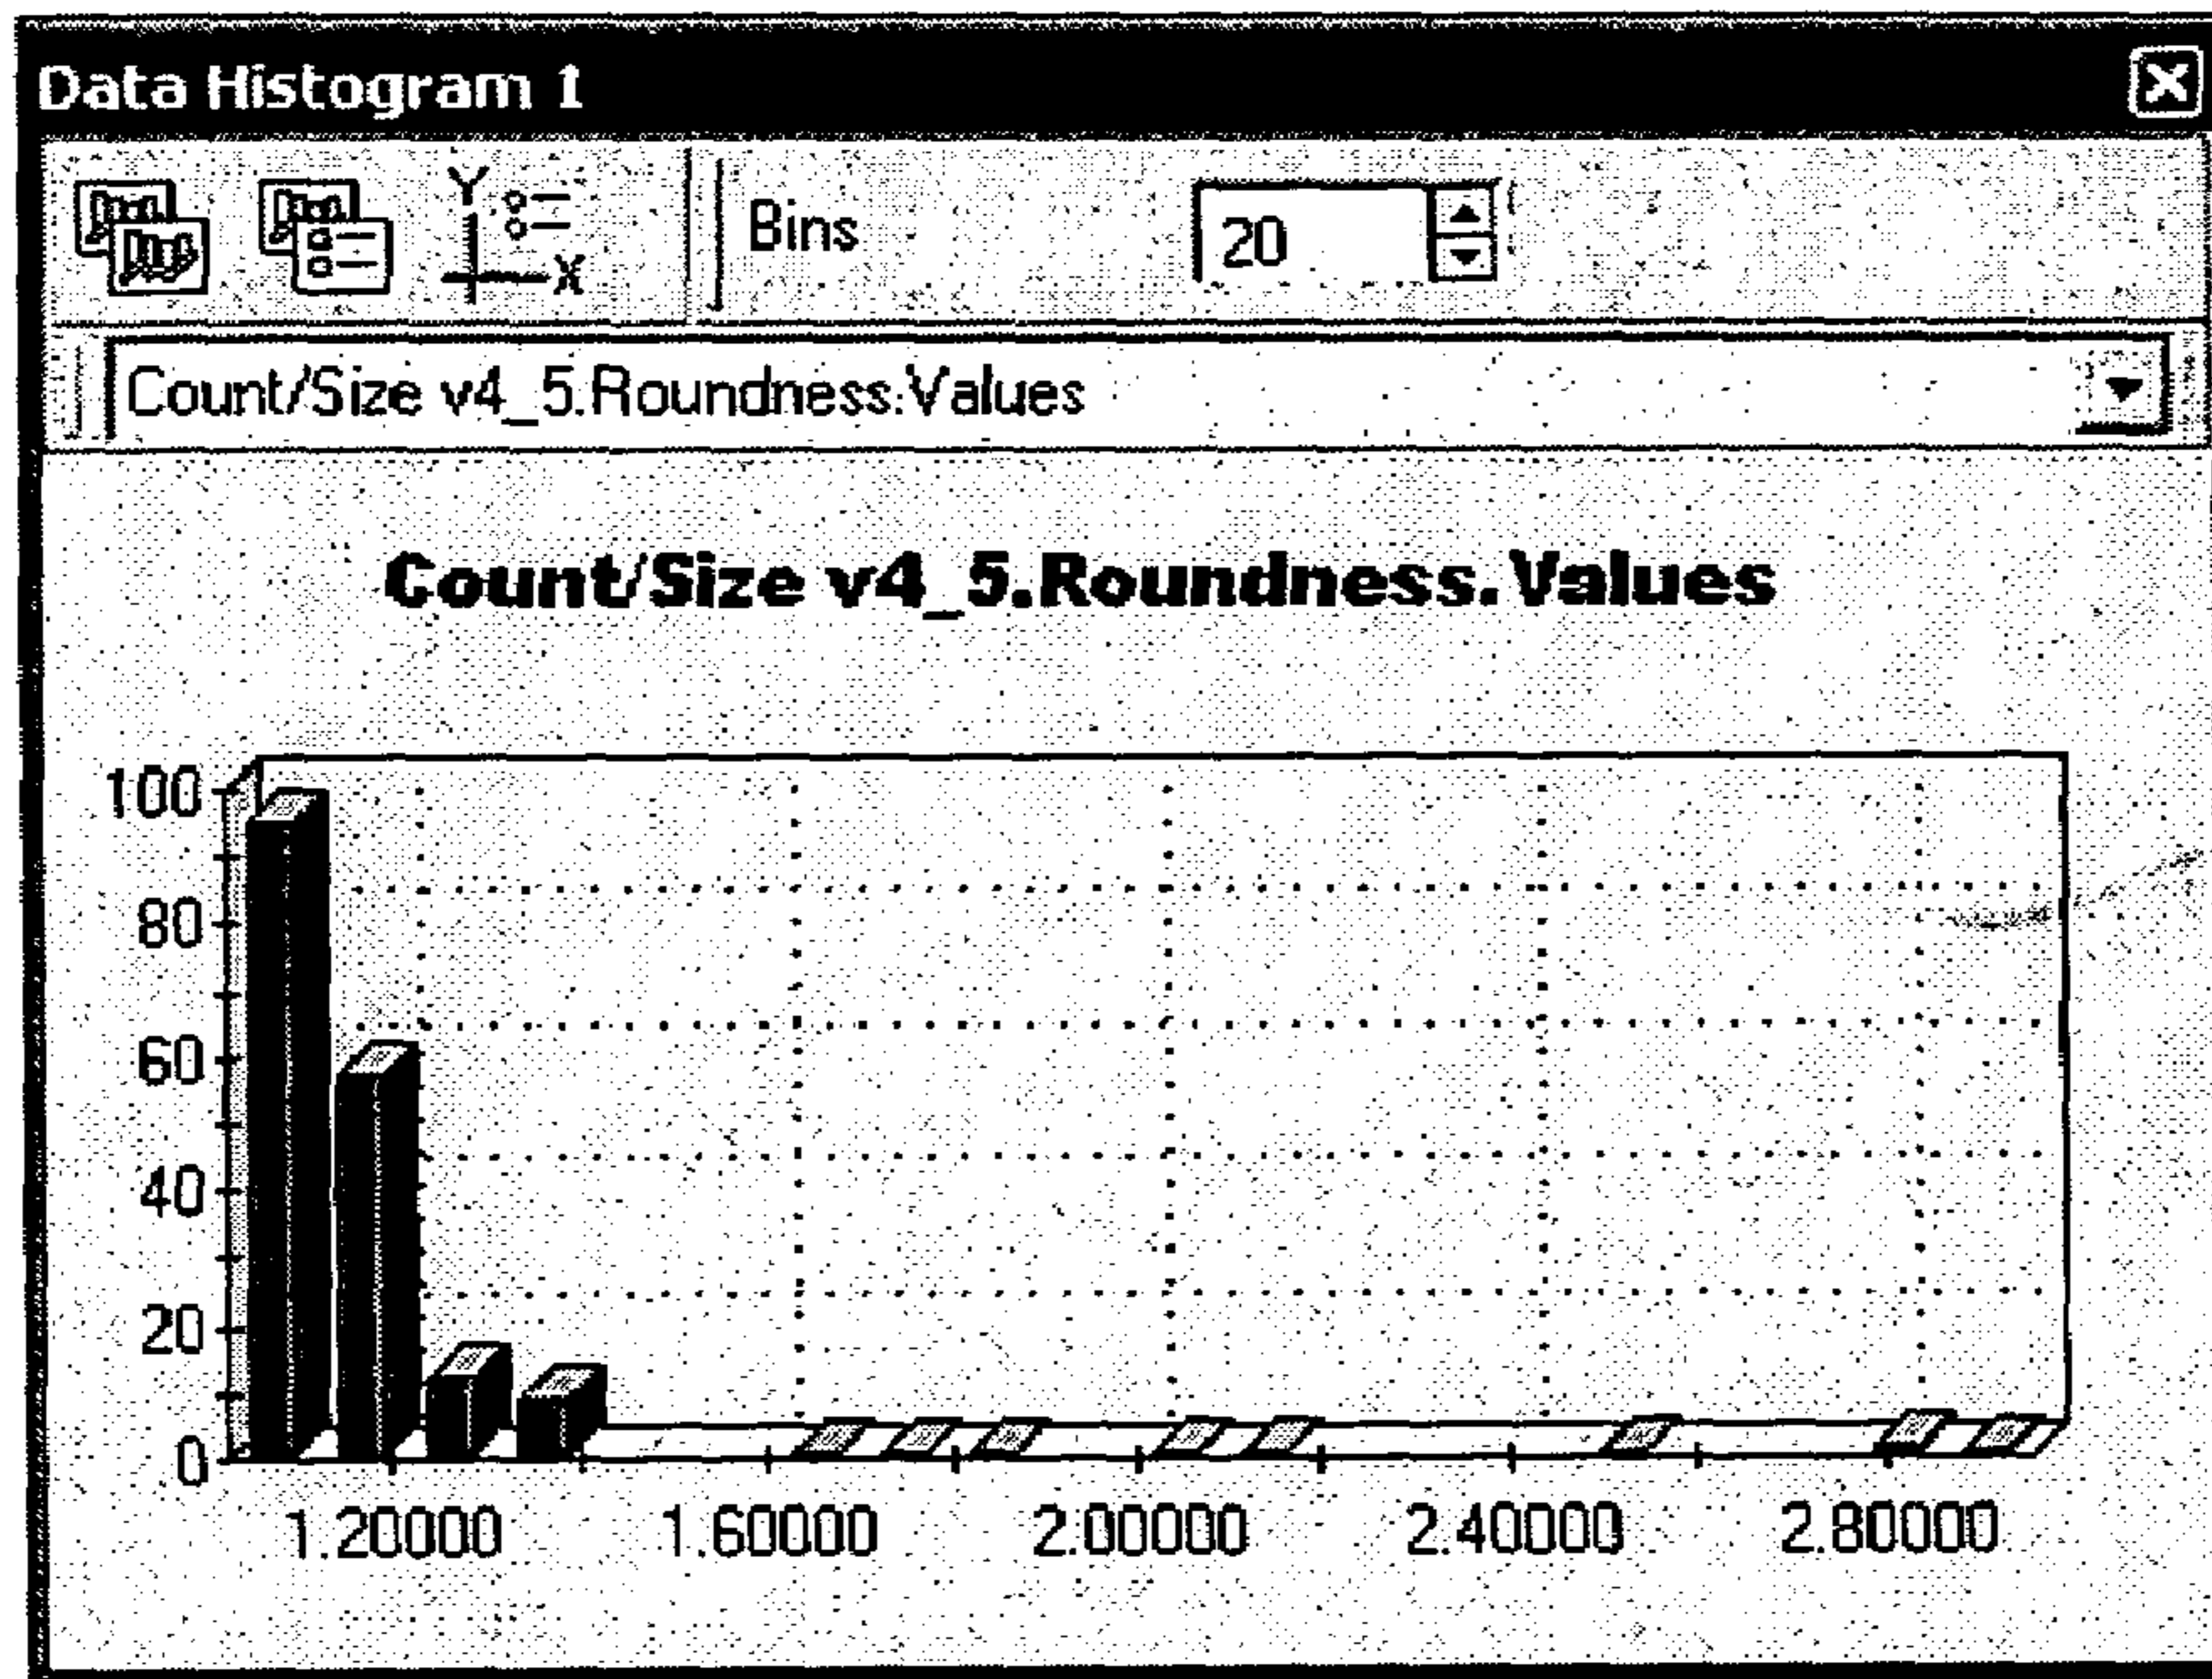 Data Histogram 1
Y
X
Bins
20
Count/Size v4_5.Roundness.Values
Count/Size v4_5.Roundness.Values
100
80
60
40
20
0
1.20000 1.60000 2.00000 2.40000 2.80000